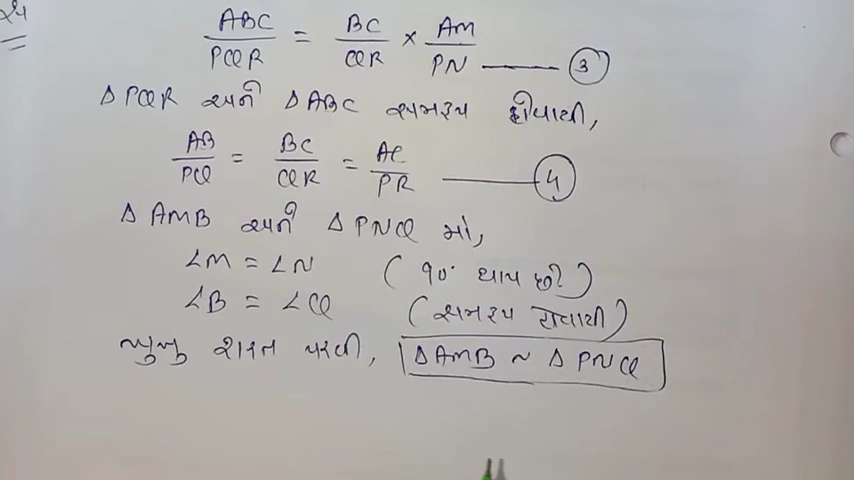 ABC/PQR = BC/QR × AM/PN —— ③
ΔPQR અને ΔABC સમરૂપ હોવાથી,
AB/PQ = BC/QR = AC/PR —— ④
ΔAMB અને ΔPNQ માં,
∠M = ∠N (૧૦° થાય છે)
∠B = ∠Q (સમરૂપ હોવાથી)
ખૂખૂ શરત પરથી, ΔAMB ~ ΔPNQ